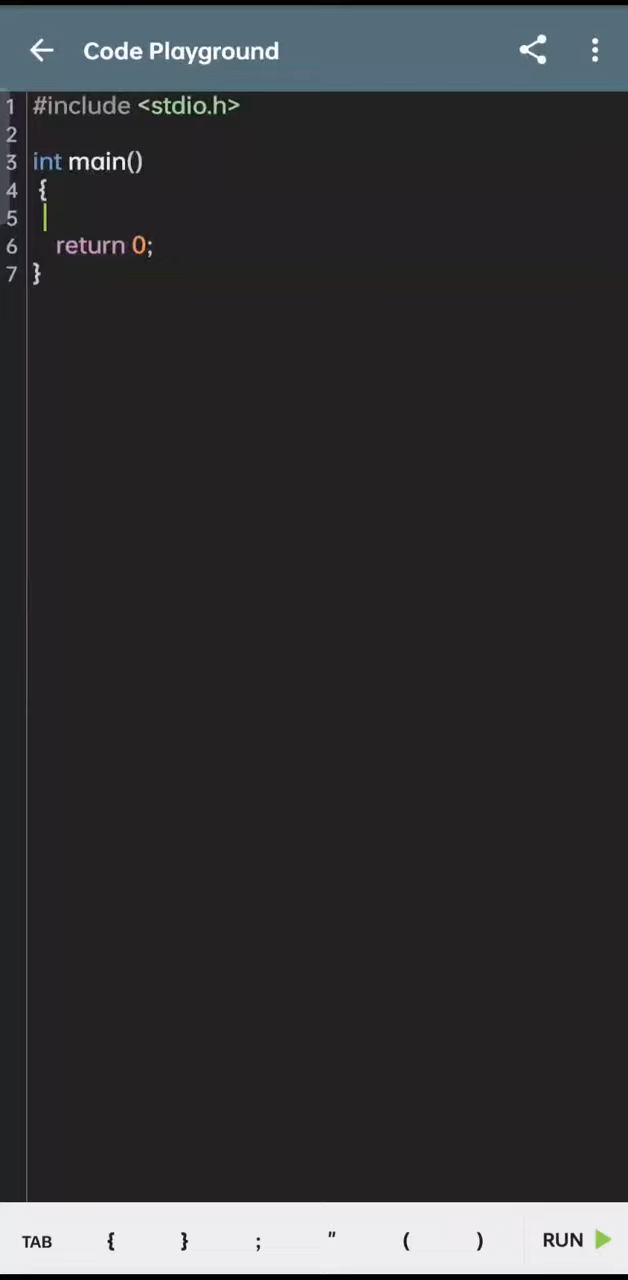 Code Playground
1 #include <stdio.h>
2
3 int main()
4 {
5
6 return 0;
7 }
TAB { } ; " ( ) RUN